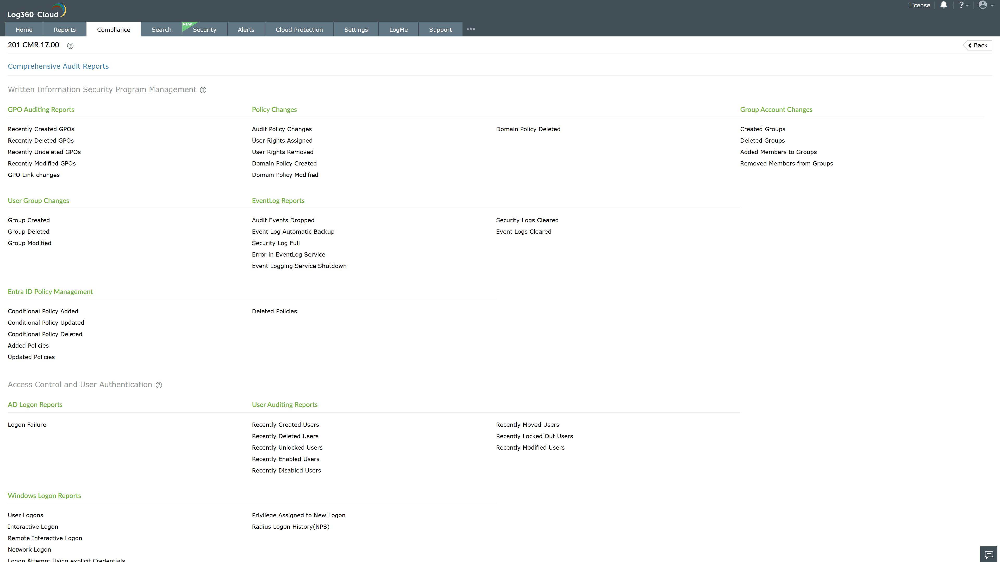 Log360 Cloud
License
Home Reports Compliance Search NEW Security Alerts Cloud Protection Settings LogMe Support
201 CMR 17.00 ?
Back
Comprehensive Audit Reports
Written Information Security Program Management ?
GPO Auditing Reports
Recently Created GPOs
Recently Deleted GPOs
Recently Undeleted GPOs
Recently Modified GPOs
GPO Link changes
Policy Changes
Audit Policy Changes
User Rights Assigned
User Rights Removed
Domain Policy Created
Domain Policy Modified
Domain Policy Deleted
Group Account Changes
Created Groups
Deleted Groups
Added Members to Groups
Removed Members from Groups
User Group Changes
Group Created
Group Deleted
Group Modified
EventLog Reports
Audit Events Dropped
Event Log Automatic Backup
Security Log Full
Error in EventLog Service
Event Logging Service Shutdown
Security Logs Cleared
Event Logs Cleared
Entra ID Policy Management
Conditional Policy Added
Conditional Policy Updated
Conditional Policy Deleted
Added Policies
Updated Policies
Deleted Policies
Access Control and User Authentication ?
AD Logon Reports
Logon Failure
User Auditing Reports
Recently Created Users
Recently Deleted Users
Recently Unlocked Users
Recently Enabled Users
Recently Disabled Users
Recently Moved Users
Recently Locked Out Users
Recently Modified Users
Windows Logon Reports
User Logons
Interactive Logon
Remote Interactive Logon
Network Logon
Logon Attempt Using explicit Credentials
Privilege Assigned to New Logon
Radius Logon History(NPS)